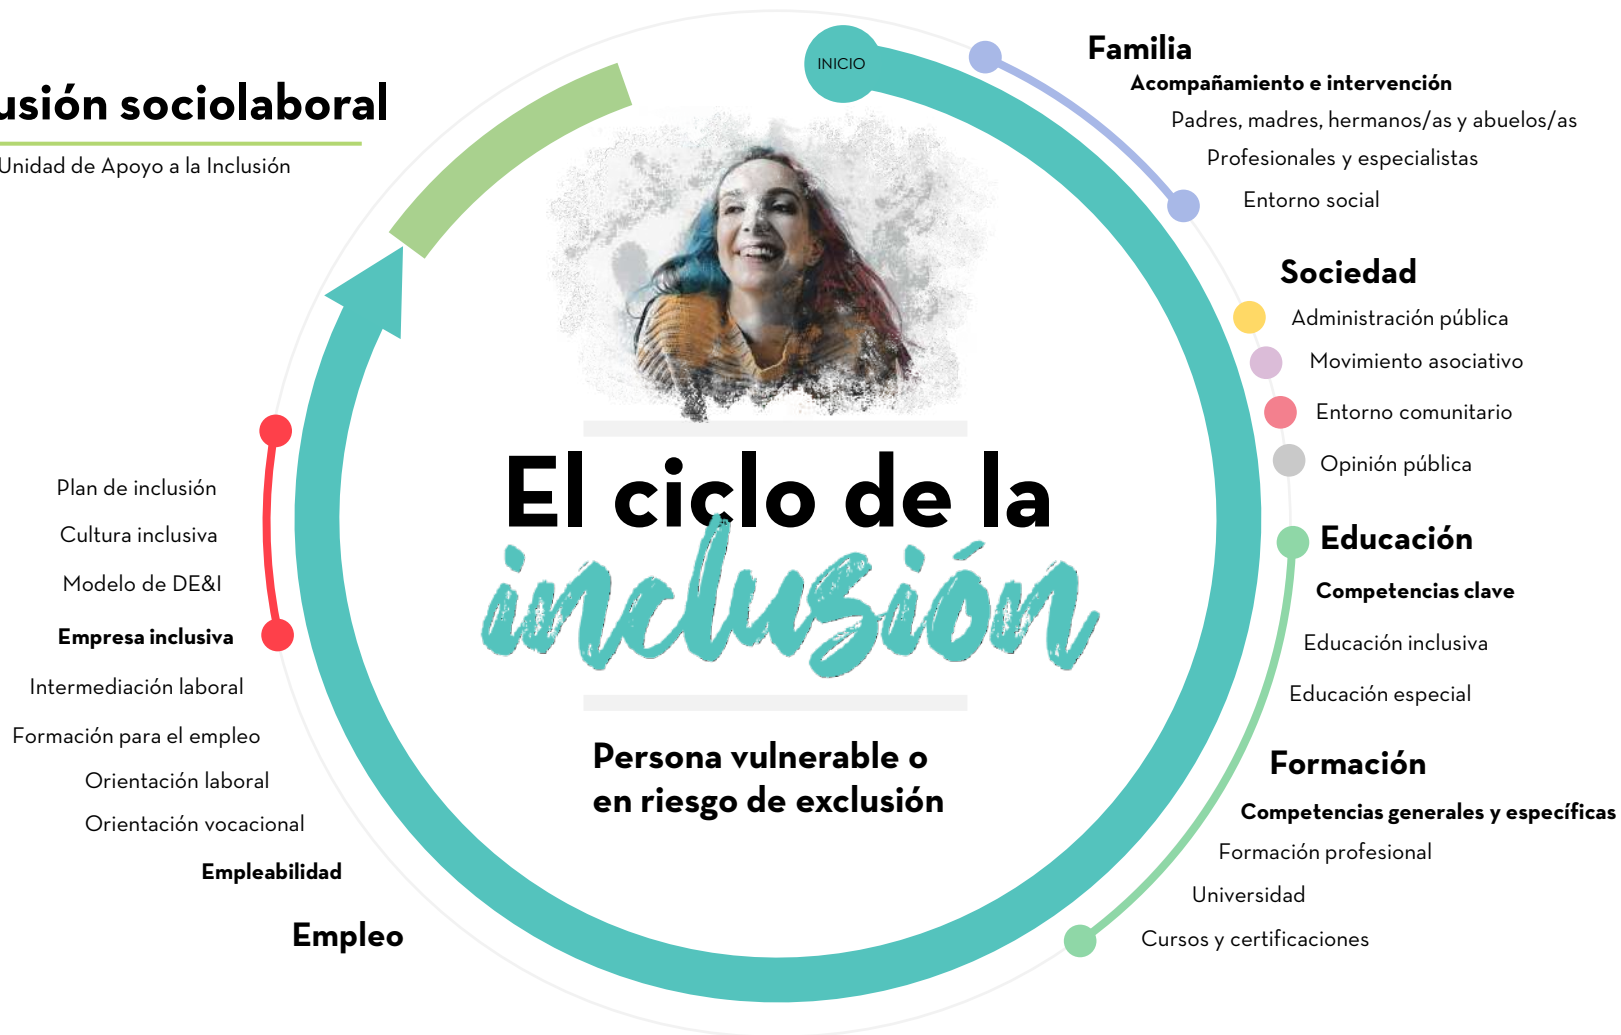 INICIO
Familia
Acompañamiento e intervención
Padres, madres, hermanos/as y abuelos/as
Profesionales y especialistas
Entorno social
Sociedad
Administración pública
Movimiento asociativo
Entorno comunitario
Opinión pública
Educación
Competencias clave
Educación inclusiva
Educación especial
Formación
Competencias generales y específicas
Formación profesional
Universidad
Cursos y certificaciones
Empleo
Empleabilidad
Orientación vocacional
Orientación laboral
Formación para el empleo
Intermediación laboral
Empresa inclusiva
Modelo de DE&I
Cultura inclusiva
Plan de inclusión
usión sociolaboral
Unidad de Apoyo a la Inclusión
El ciclo de la
inclusión
Persona vulnerable o
en riesgo de exclusión